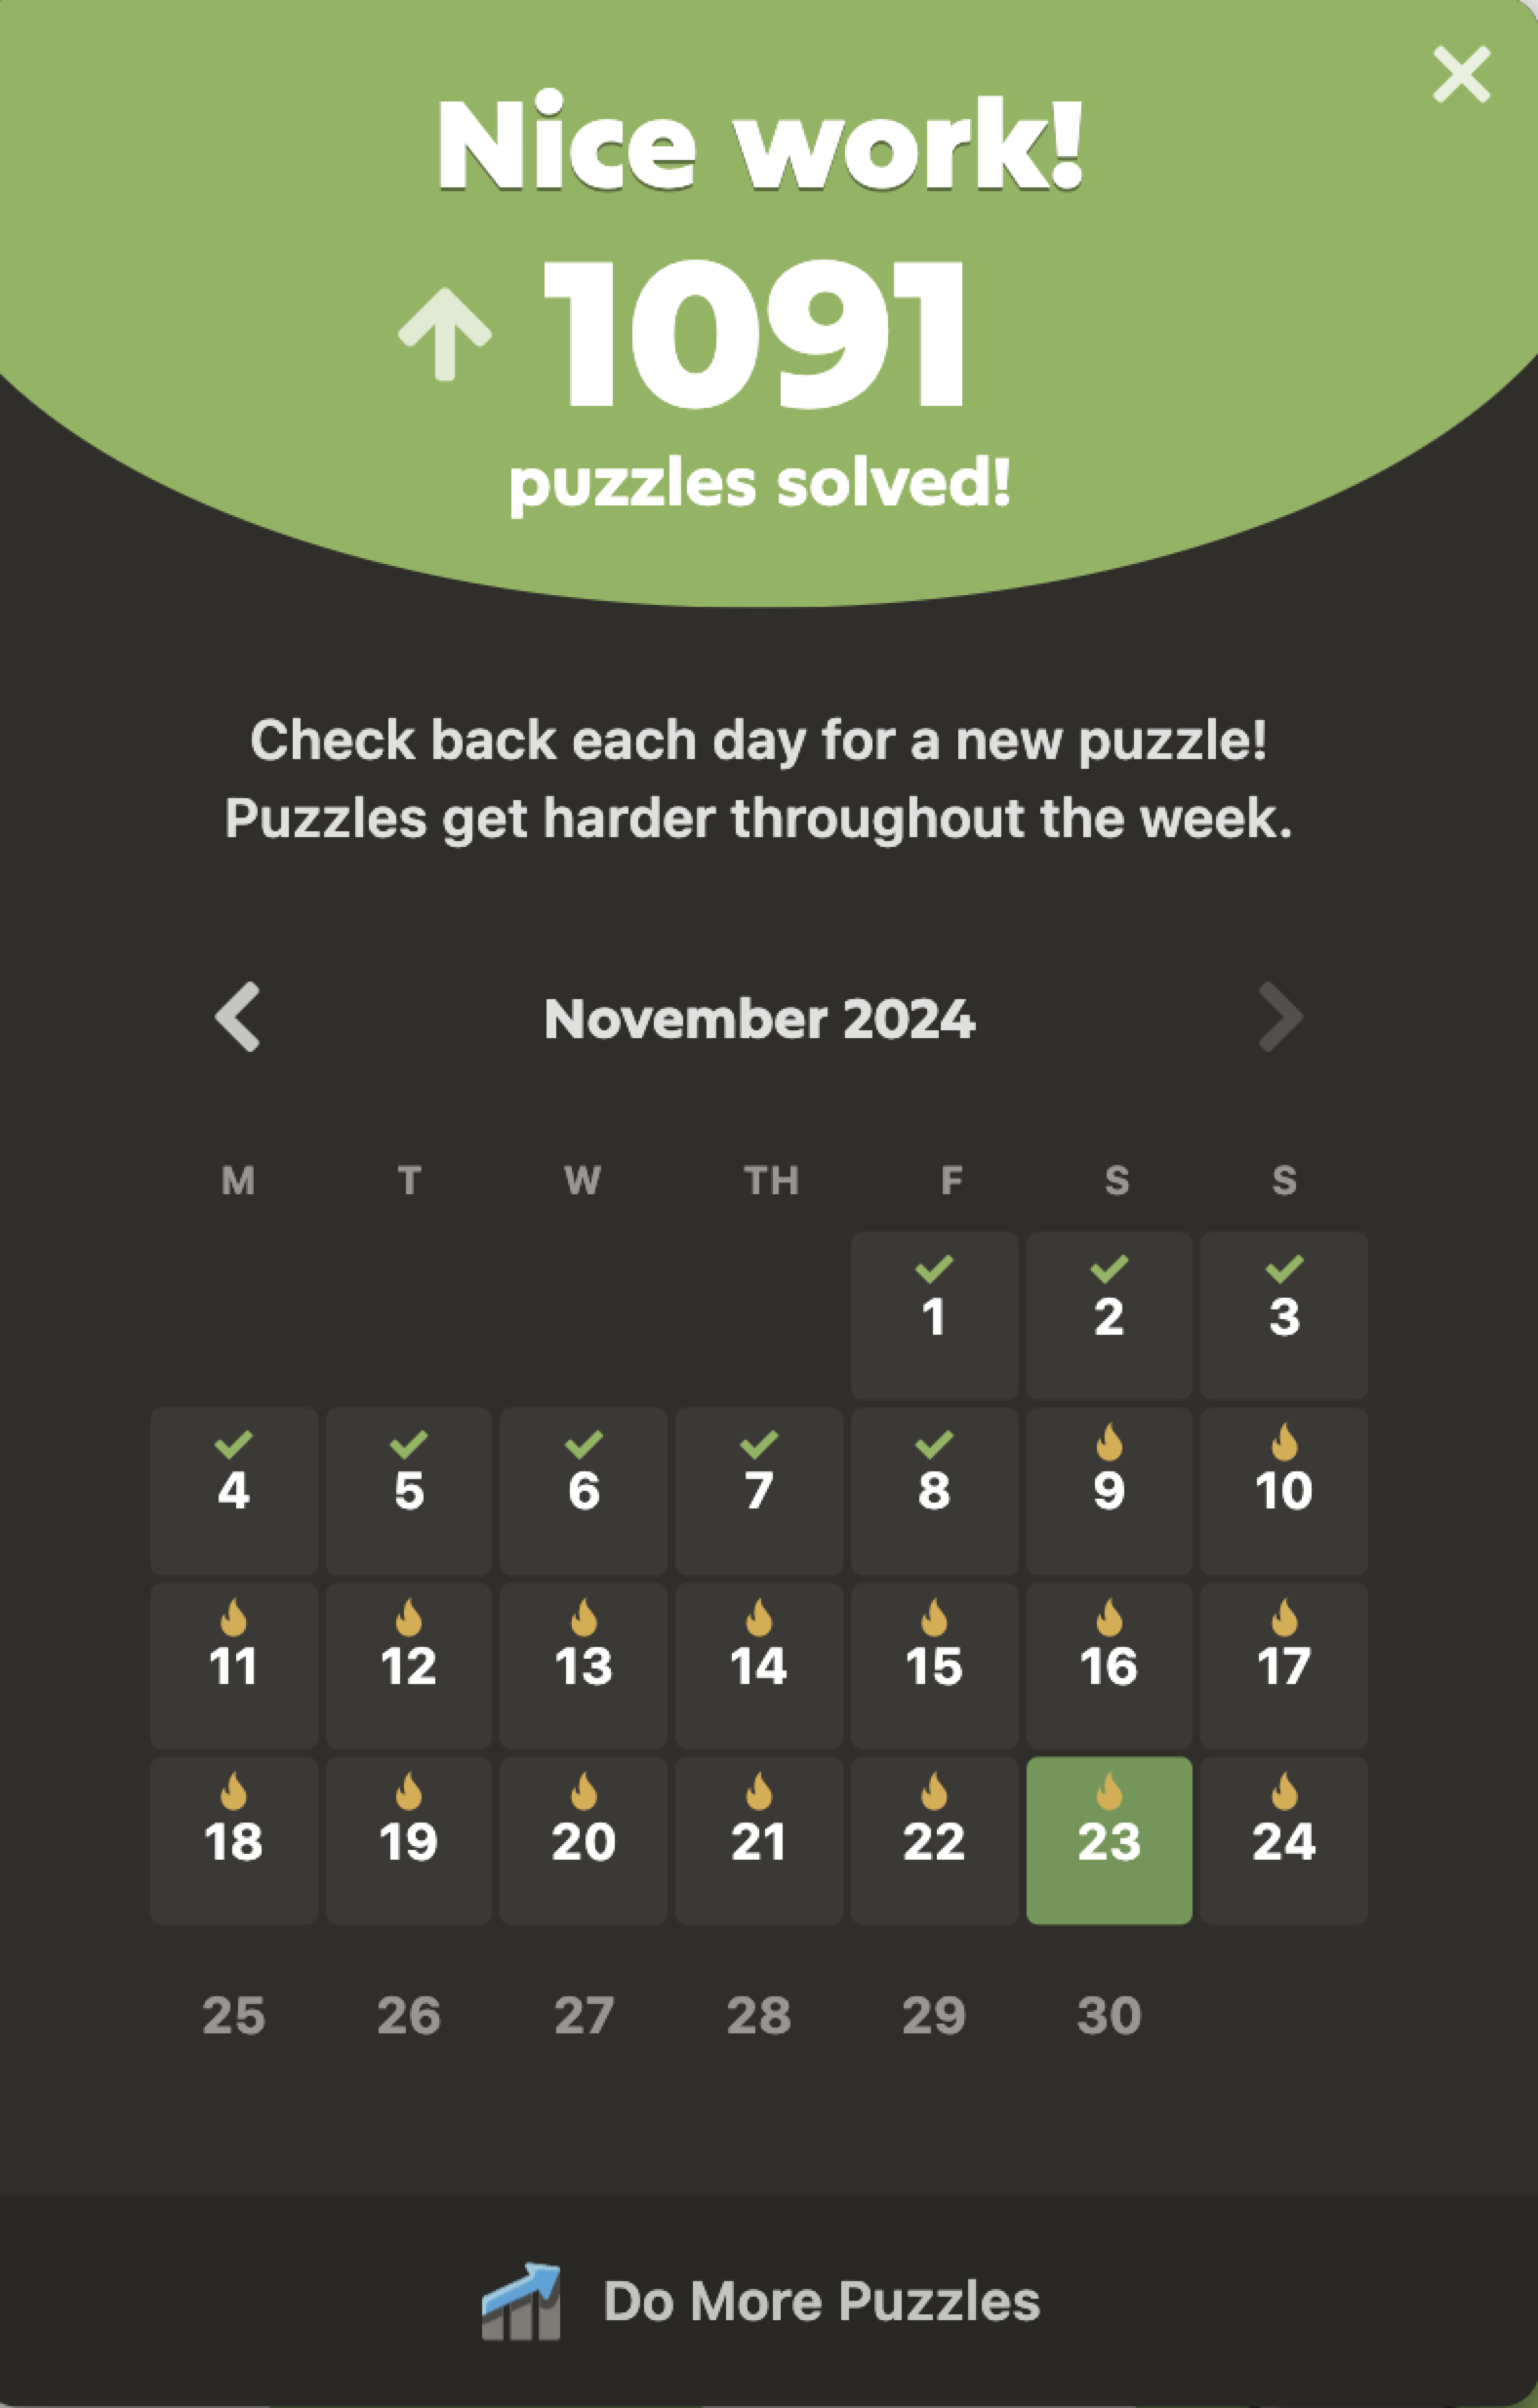 Nice work!
1091
puzzles solved!
Check back each day for a new puzzle!
Puzzles get harder throughout the week.
November 2024
M T W TH F S S
1 2 3
4 5 6 7 8 9 10
11 12 13 14 15 16 17
18 19 20 21 22 23 24
25 26 27 28 29 30
Do More Puzzles